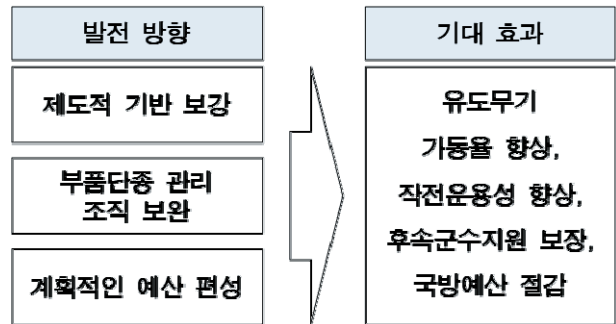 발전 방향
제도적 기반 보강
부품단종 관리
조직 보완
계획적인 예산 편성
기대 효과
유도무기
가동율 향상,
작전운용성 향상,
후속군수지원 보장,
국방예산 절감